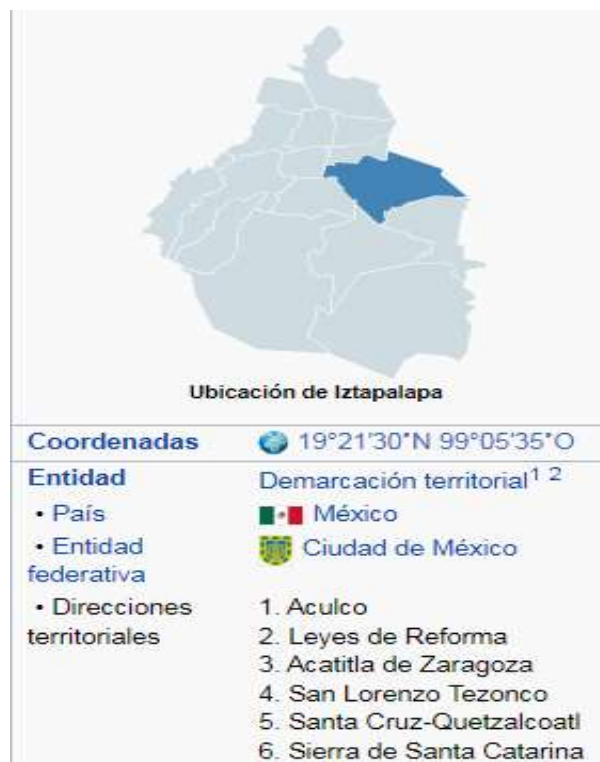 Ubicación de Iztapalapa
Coordenadas 19°21′30″N 99°05′35″O
Entidad Demarcación territorial1 2
• País México
• Entidad federativa Ciudad de México
• Direcciones territoriales
1. Aculco
2. Leyes de Reforma
3. Acatitla de Zaragoza
4. San Lorenzo Tezonco
5. Santa Cruz-Quetzalcoatl
6. Sierra de Santa Catarina